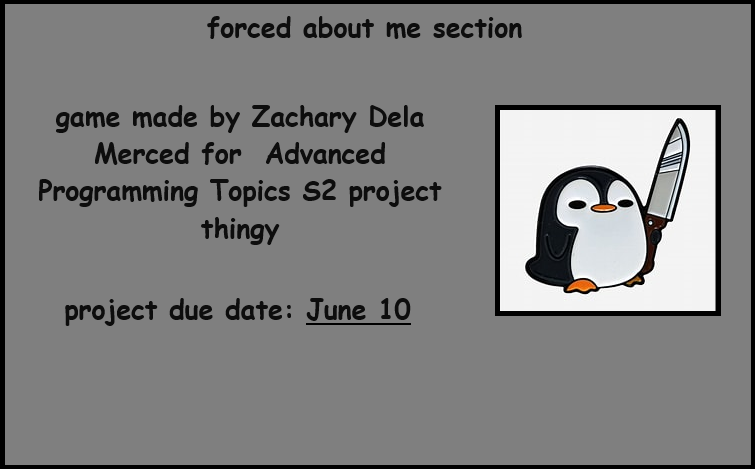 forced about me section
game made by Zachary Dela
Merced for  Advanced
Programming Topics S2 project
thingy
project due date: June 10